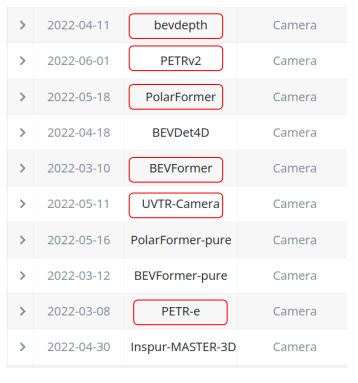 2022-04-11 bevdepth Camera
2022-06-01 PETRv2 Camera
2022-05-18 PolarFormer Camera
2022-04-18 BEVDet4D Camera
2022-03-10 BEVFormer Camera
2022-05-11 UVTR-Camera Camera
2022-05-16 PolarFormer-pure Camera
2022-03-12 BEVFormer-pure Camera
2022-03-08 PETR-e Camera
2022-04-30 Inspur-MASTER-3D Camera